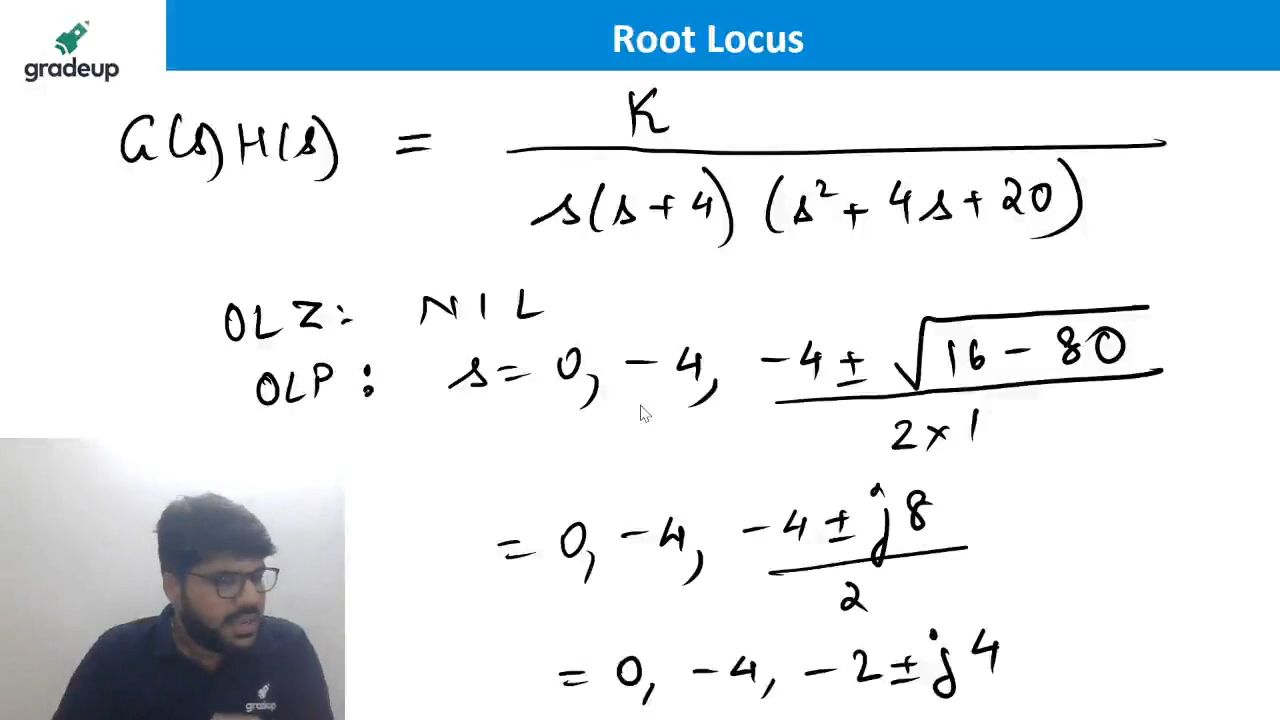 Root Locus
gradeup
G(s)H(s) = K / s(s+4)(s²+4s+20)
OLZ: NIL
OLP: s = 0, -4, -4 ± √16-80 / 2×1
= 0, -4, -4 ± j8 / 2
= 0, -4, -2 ± j4
gradeup